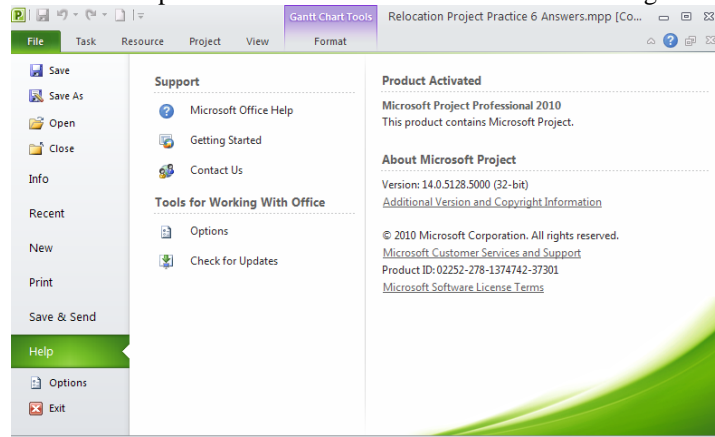 Gantt Chart Tools
Relocation Project Practice 6 Answers.mpp [Co...
File Task Resource Project View Format
Save
Save As
Open
Close
Info
Recent
New
Print
Save & Send
Help
Options
Exit
Support
Microsoft Office Help
Getting Started
Contact Us
Tools for Working With Office
Options
Check for Updates
Product Activated
Microsoft Project Professional 2010
This product contains Microsoft Project.
About Microsoft Project
Version: 14.0.5128.5000 (32-bit)
Additional Version and Copyright Information
© 2010 Microsoft Corporation. All rights reserved.
Microsoft Customer Services and Support
Product ID: 02252-278-1374742-37301
Microsoft Software License Terms